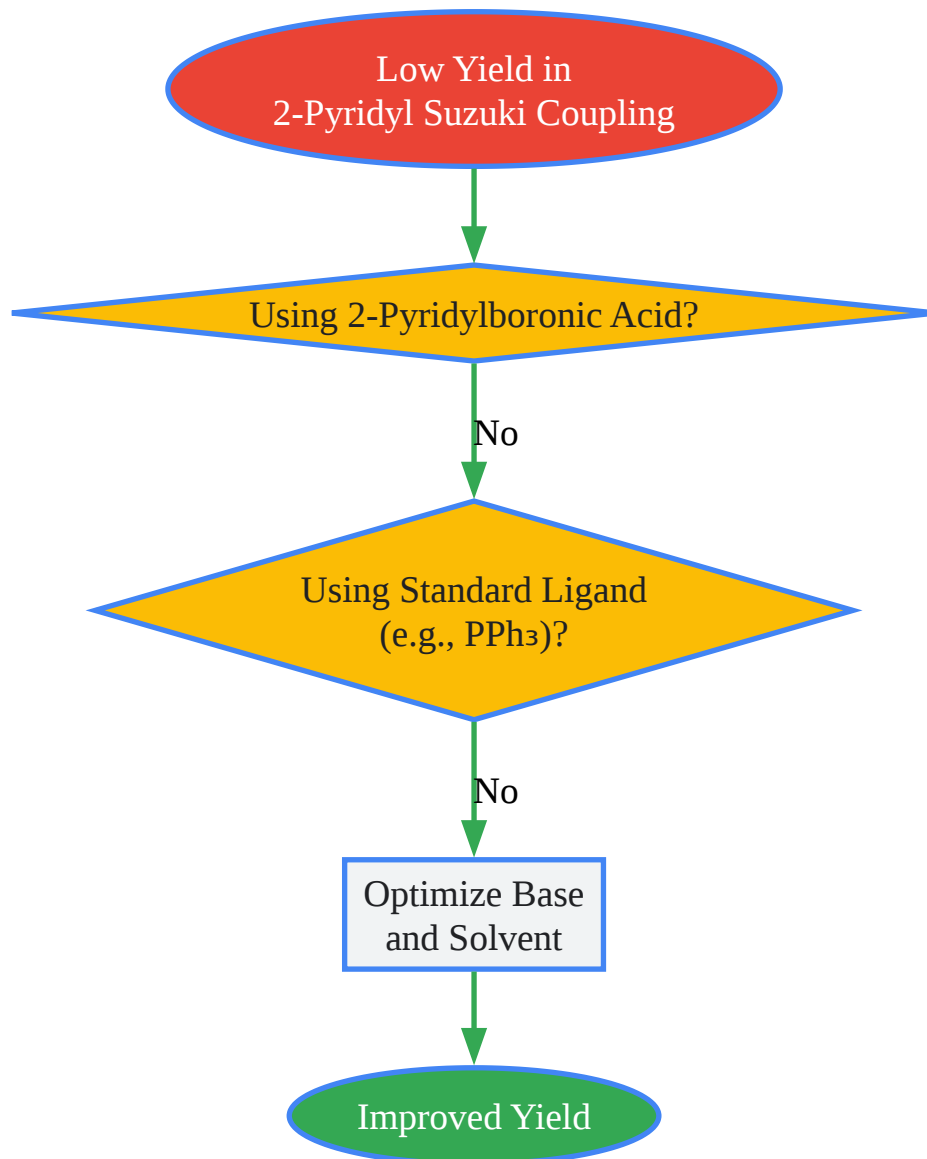 Low Yield in
2-Pyridyl Suzuki Coupling
Using 2-Pyridylboronic Acid?
No
Using Standard Ligand
(e.g., PPh₃)?
No
Optimize Base
and Solvent
Improved Yield